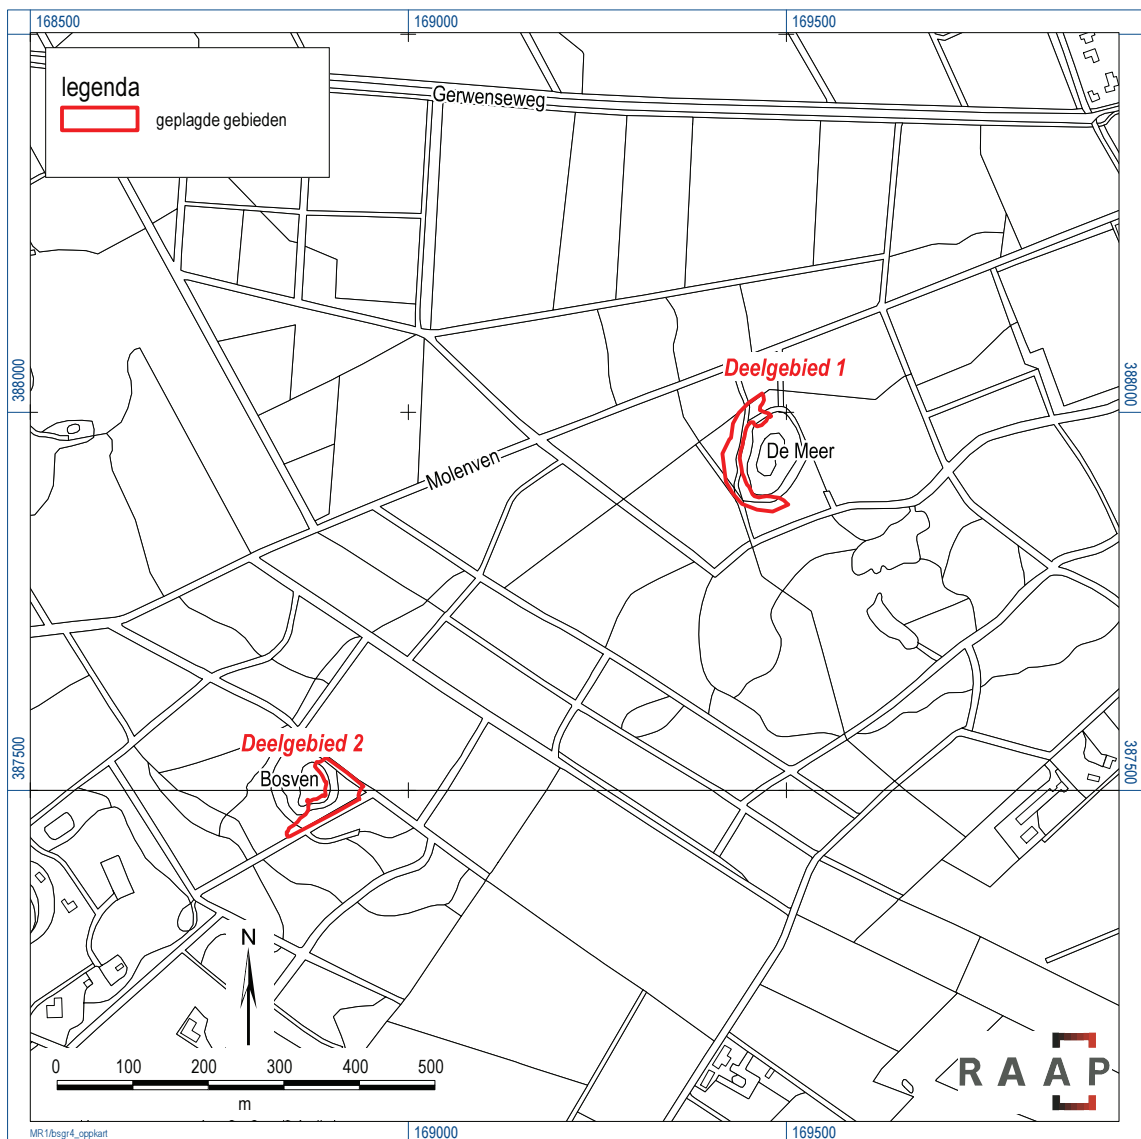 168500 169000 169500
legenda
geplagde gebieden
Gerwenseweg
388000
388000
Deelgebied 1
De Meer
Molenven
387500
387500
Deelgebied 2
Bosven
N
0 100 200 300 400 500
m
RAAP
MR1/bsgr4_oppkart
169000 169500